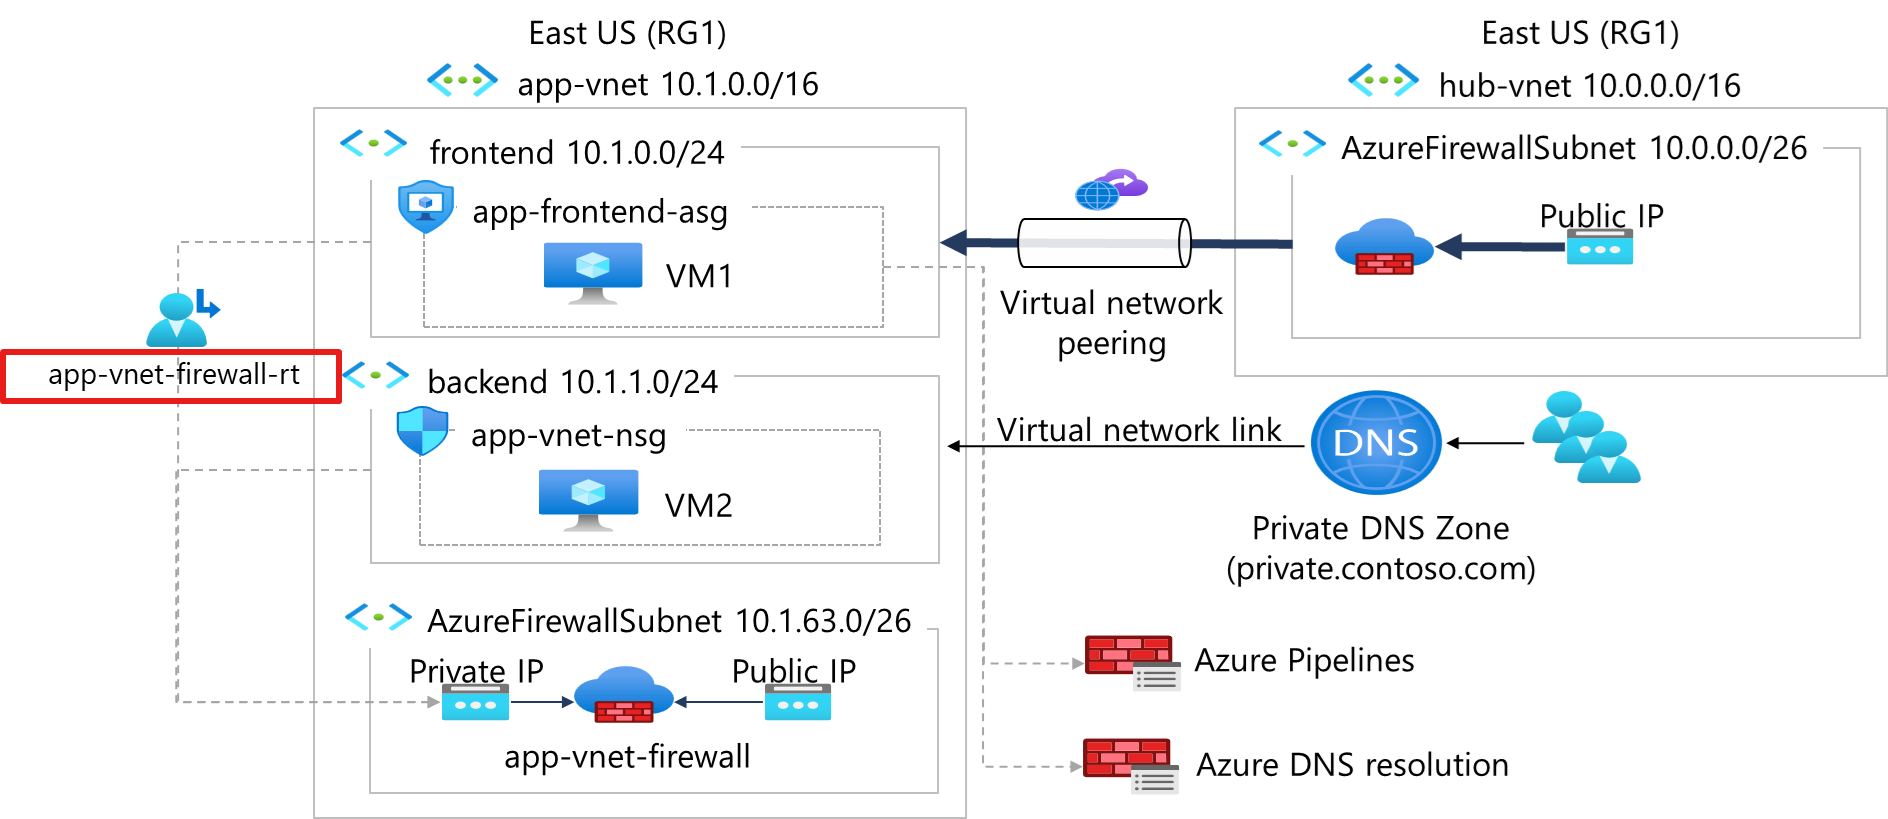 East US (RG1)
app-vnet 10.1.0.0/16
frontend 10.1.0.0/24
app-frontend-asg
VM1
app-vnet-firewall-rt
backend 10.1.1.0/24
app-vnet-nsg
VM2
AzureFirewallSubnet 10.1.63.0/26
Private IP
Public IP
app-vnet-firewall
Virtual network
peering
East US (RG1)
hub-vnet 10.0.0.0/16
AzureFirewallSubnet 10.0.0.0/26
Public IP
Virtual network link
DNS
Private DNS Zone
(private.contoso.com)
Azure Pipelines
Azure DNS resolution